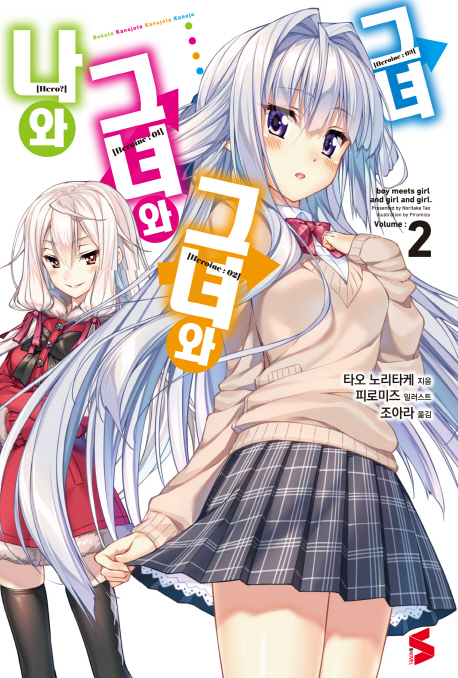 Bokuto Kanojoto Kanojoto Kanojo
나
[Hero?]
와
그
[Heroine : 01]
녀
와
그
녀
[Heroine : 02]
와
그
[Heroine : 03]
녀
boy meets girl
and girl and girl.
Presented by Noritake Tao
Illustration by Piromizu
Volume : 2
타오 노리타케 지음
피로미즈 일러스트
조아라 옮김
S NOVEL